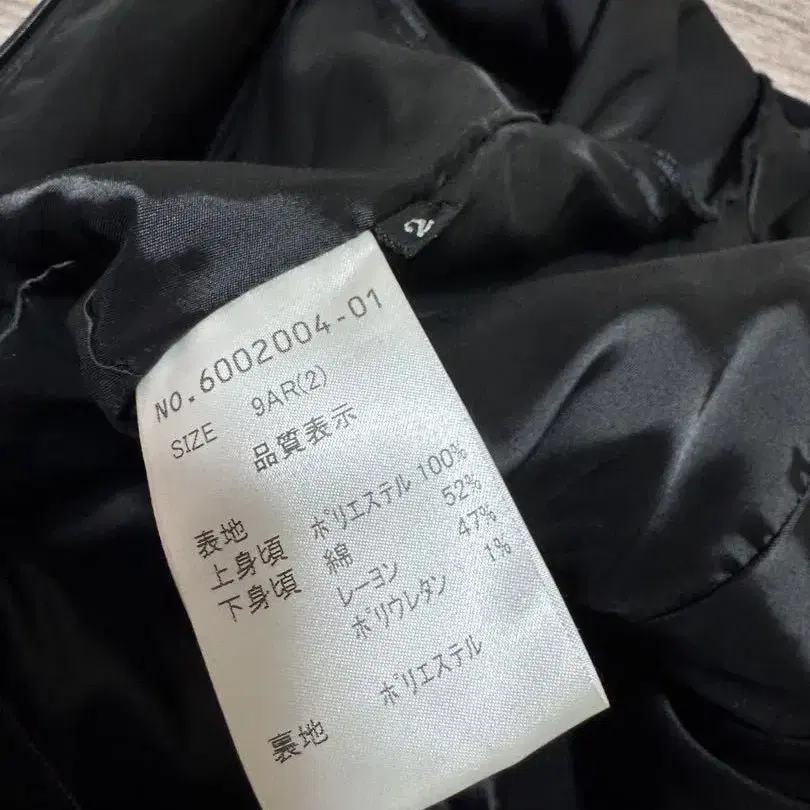 2
NO.6002004-01
SIZE 9AR(2)
品質表示
表地
上身頃 ポリエステル 100%
下身頃 綿 52%
レーヨン 47%
ポリウレタン 1%
裏地 ポリエステル